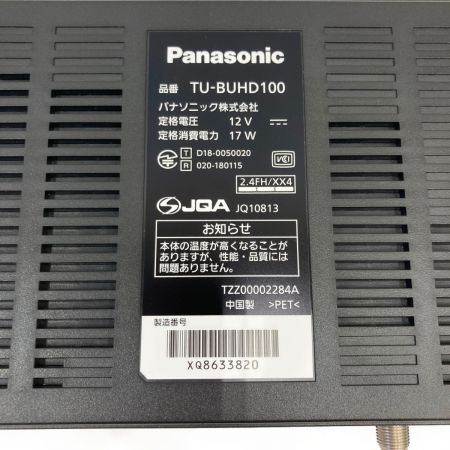 Panasonic
品番 TU-BUHD100
パナソニック株式会社
定格電圧 12 V
定格消費電力 17 W
T D18-0050020
R 020-180115
VCCI
2.4FH/XX4
JQA JQ10813
お知らせ
本体の温度が高くなることが
ありますが、性能・品質には
問題ありません。
TZZ00002284A
中国製 >PET<
製造番号
XQ8633820